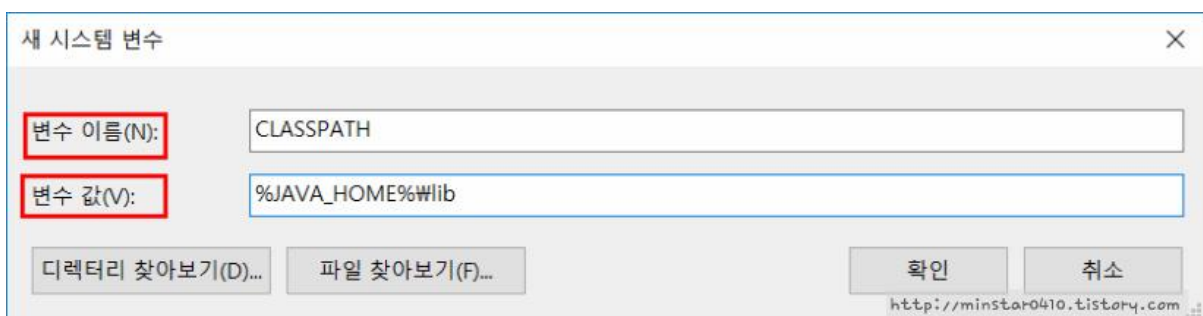 새 시스템 변수
변수 이름(N):
CLASSPATH
변수 값(V):
%JAVA_HOME%₩lib
디렉터리 찾아보기(D)...
파일 찾아보기(F)...
확인
취소
http://minstar0410.tistory.com